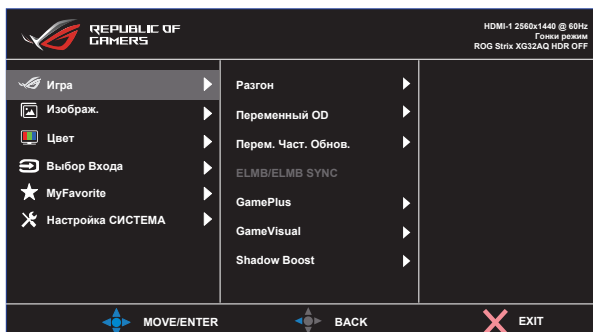 REPUBLIC OF
GAMERS
HDMI-1 2560x1440 @ 60Hz
Гонки режим
ROG Strix XG32AQ HDR OFF
Игра
Изображ.
Цвет
Выбор Входа
MyFavorite
Настройка СИСТЕМА
Разгон
Переменный OD
Перем. Част. Обнов.
ELMB/ELMB SYNC
GamePlus
GameVisual
Shadow Boost
MOVE/ENTER
BACK
EXIT